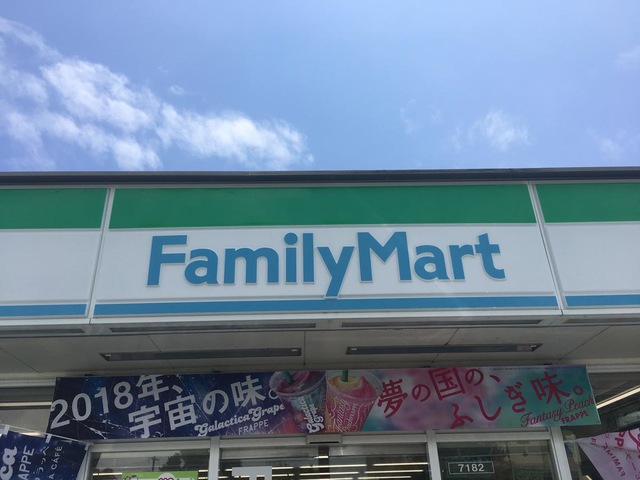 FamilyMart
2018年、
宇宙の味。
Galactica Grape
FRAPPE
夢の国の、
ふしぎ味。
Fantasy Peach
FRAPPE
7182